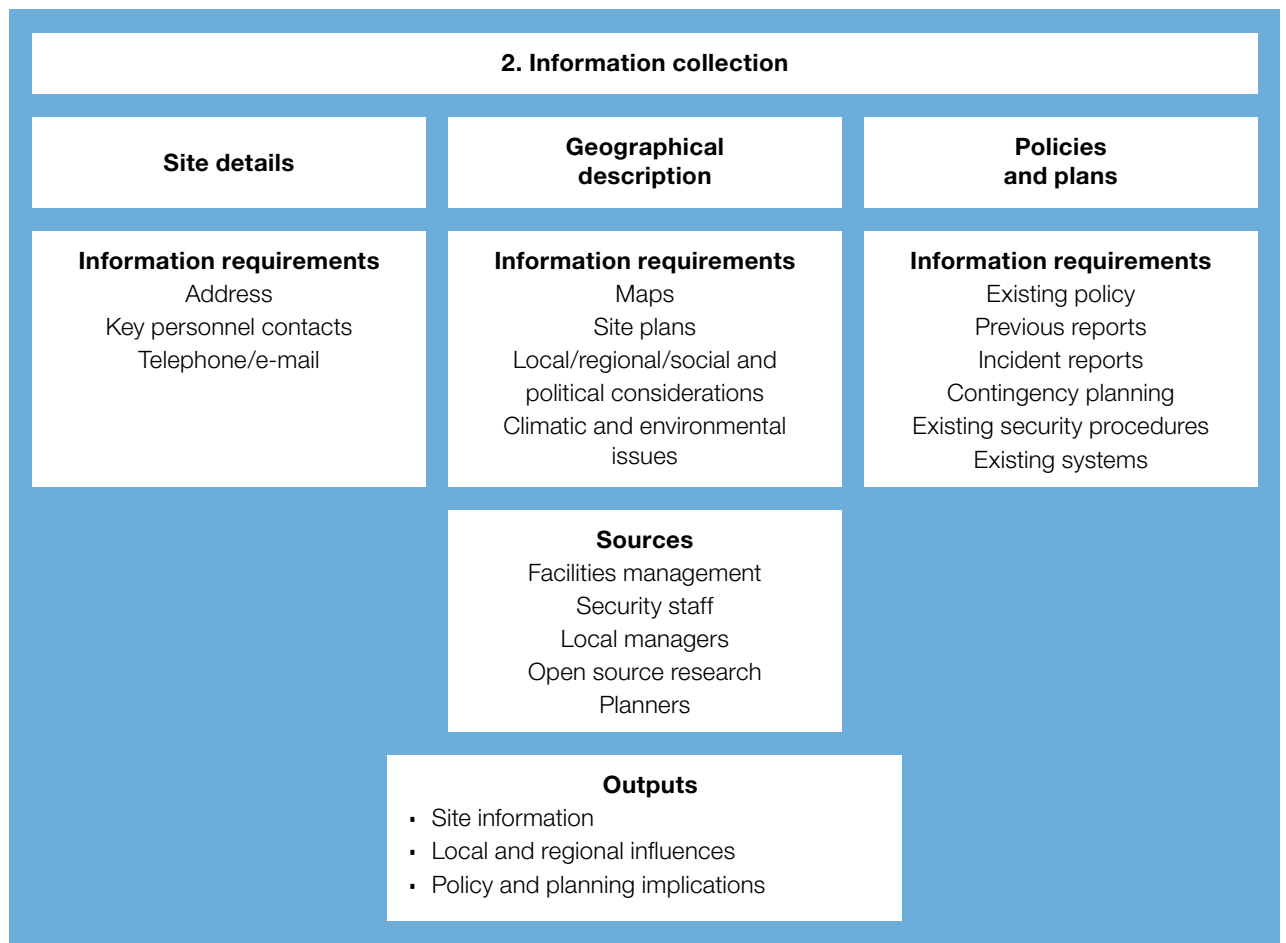 2. Information collection
Site details
Geographical
description
Policies
and plans
Information requirements
Address
Key personnel contacts
Telephone/e-mail
Information requirements
Maps
Site plans
Local/regional/social and
political considerations
Climatic and environmental
issues
Information requirements
Existing policy
Previous reports
Incident reports
Contingency planning
Existing security procedures
Existing systems
Sources
Facilities management
Security staff
Local managers
Open source research
Planners
Outputs
▪ Site information
▪ Local and regional influences
▪ Policy and planning implications